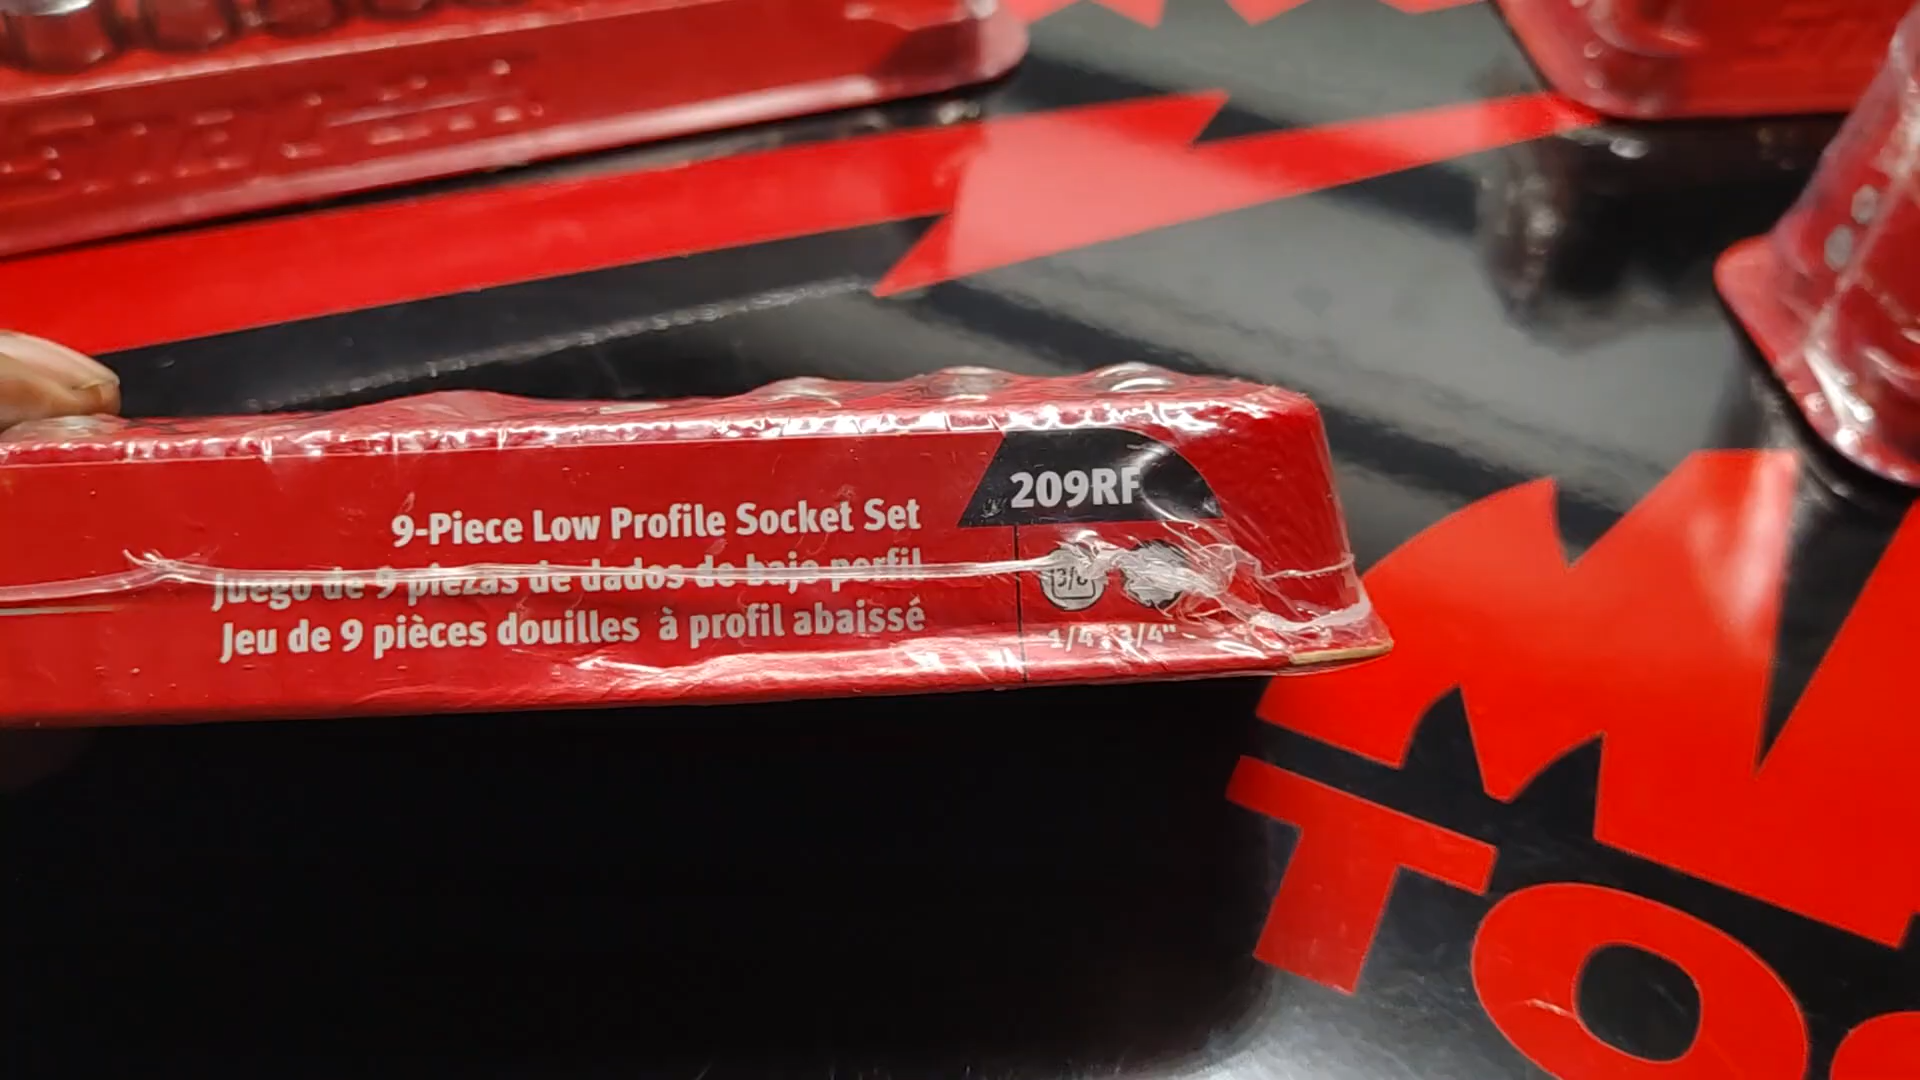 209RF
9-Piece Low Profile Socket Set
Juego de 9 piezas de dados de bajo perfil
Jeu de 9 pièces douilles à profil abaissé
3/8
1/4 - 3/4"